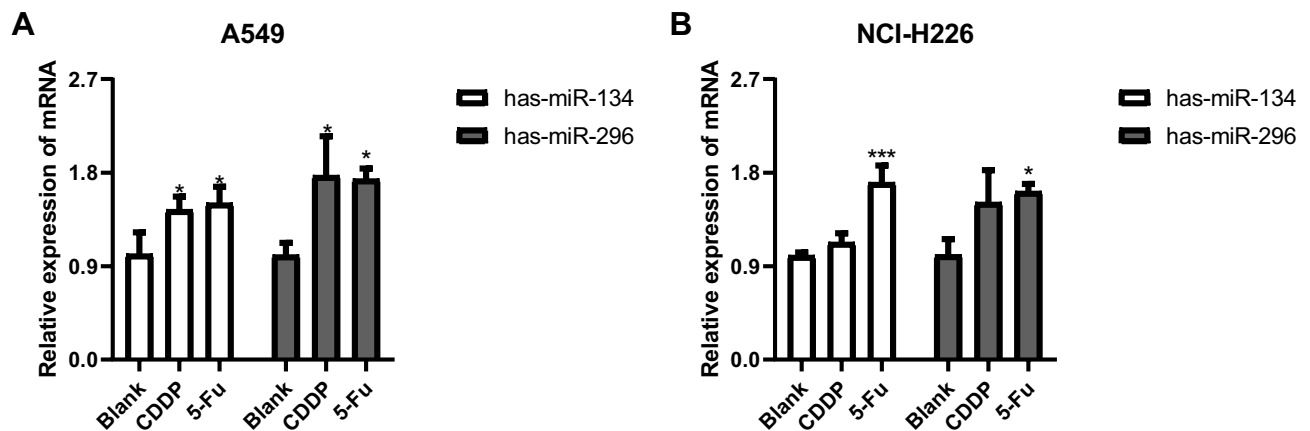 A
A549
Relative expression of mRNA
2.7
1.8
0.9
0.0
* * * *
Blank CDDP 5-Fu Blank CDDP 5-Fu
has-miR-134
has-miR-296
B
NCI-H226
Relative expression of mRNA
2.7
1.8
0.9
0.0
*** *
Blank CDDP 5-Fu Blank CDDP 5-Fu
has-miR-134
has-miR-296